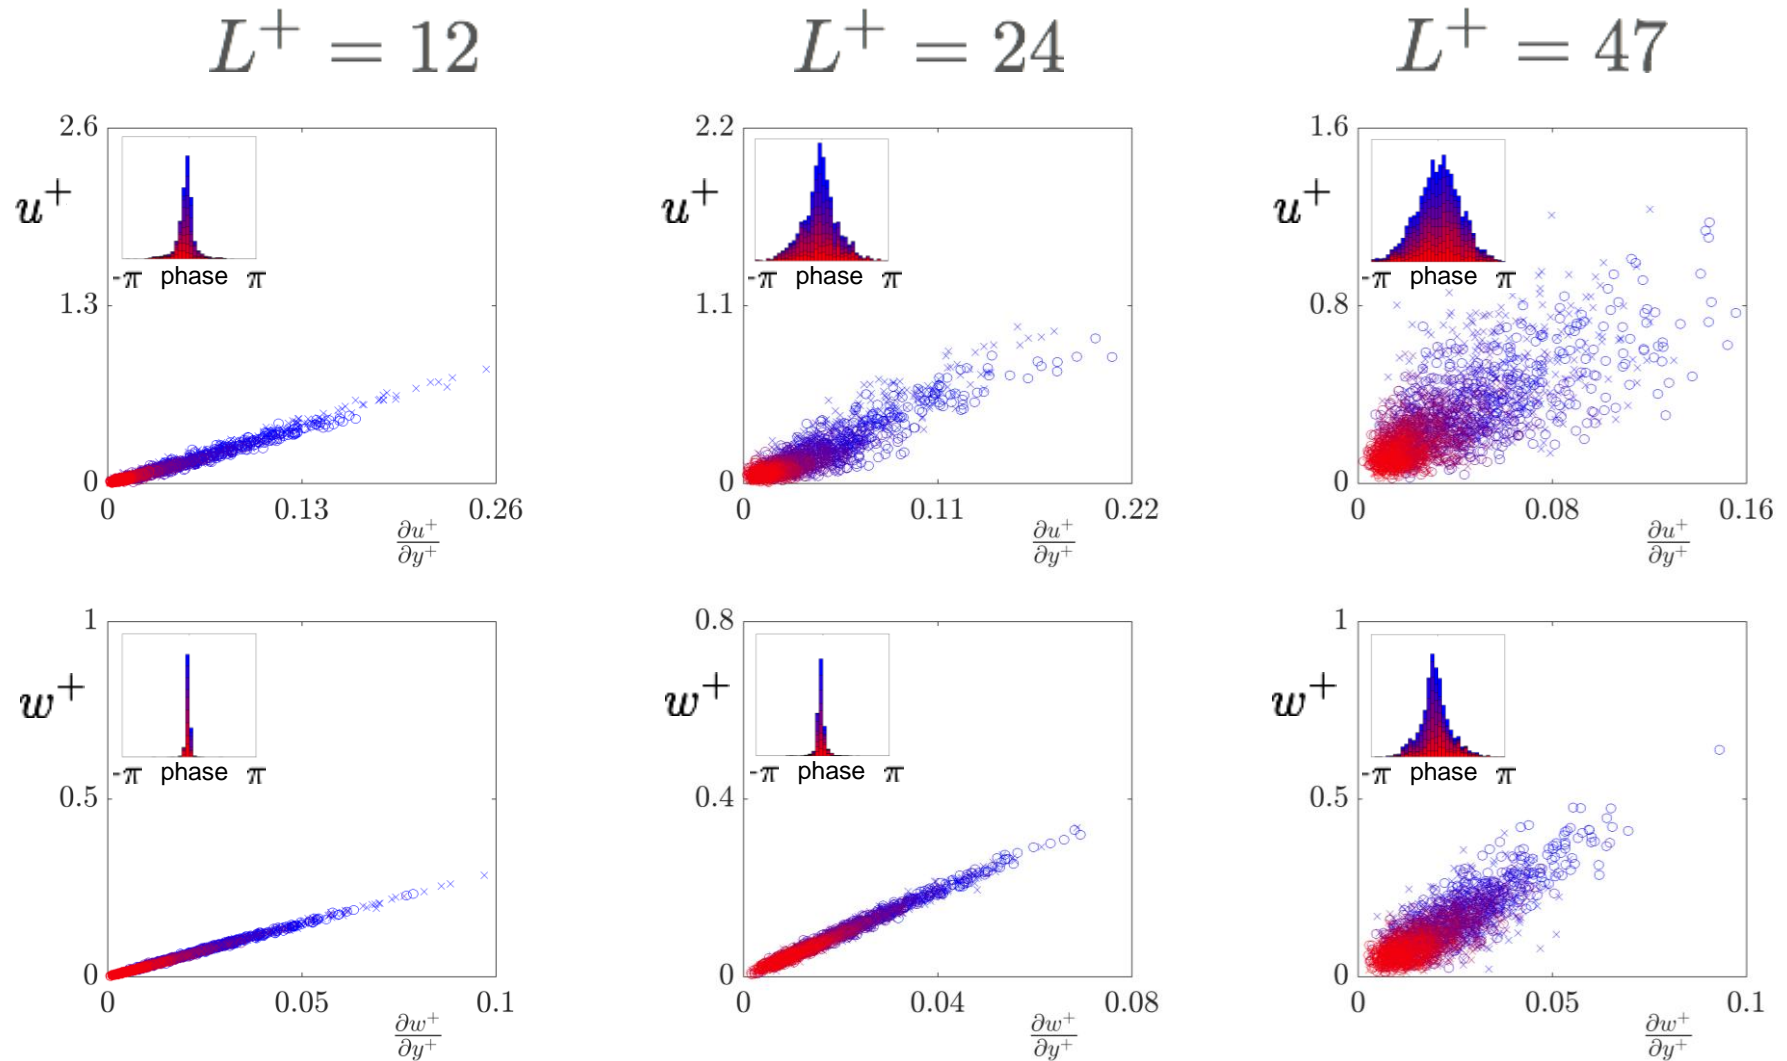 L⁺ = 12
L⁺ = 24
L⁺ = 47
2.6
u⁺
1.3
0
-π phase π
0 0.13 0.26
∂u⁺/∂y⁺
2.2
u⁺
1.1
0
-π phase π
0 0.11 0.22
∂u⁺/∂y⁺
1.6
u⁺
0.8
0
-π phase π
0 0.08 0.16
∂u⁺/∂y⁺
1
w⁺
0.5
0
-π phase π
0 0.05 0.1
∂w⁺/∂y⁺
0.8
w⁺
0.4
0
-π phase π
0 0.04 0.08
∂w⁺/∂y⁺
1
w⁺
0.5
0
-π phase π
0 0.05 0.1
∂w⁺/∂y⁺